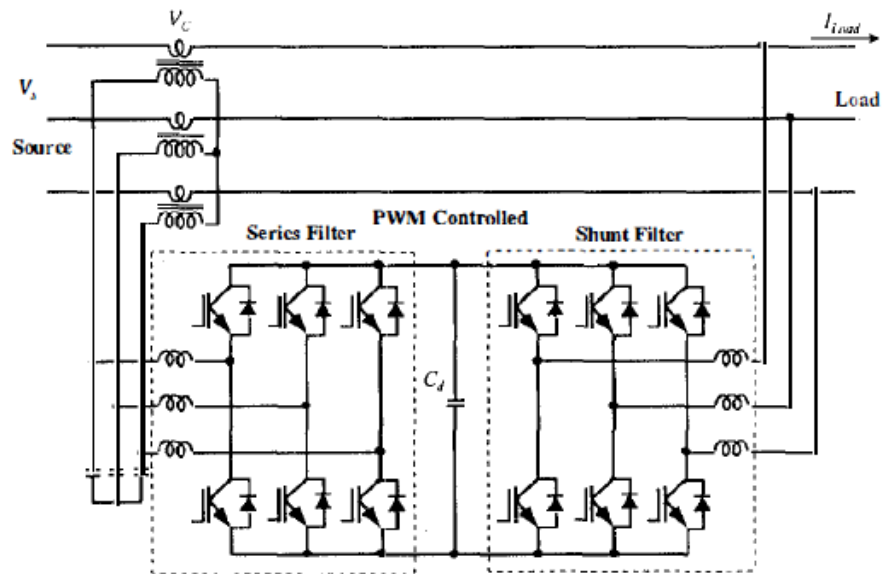 V_C
I_Load
V_s
Load
Source
PWM Controlled
Series Filter
Shunt Filter
C_d